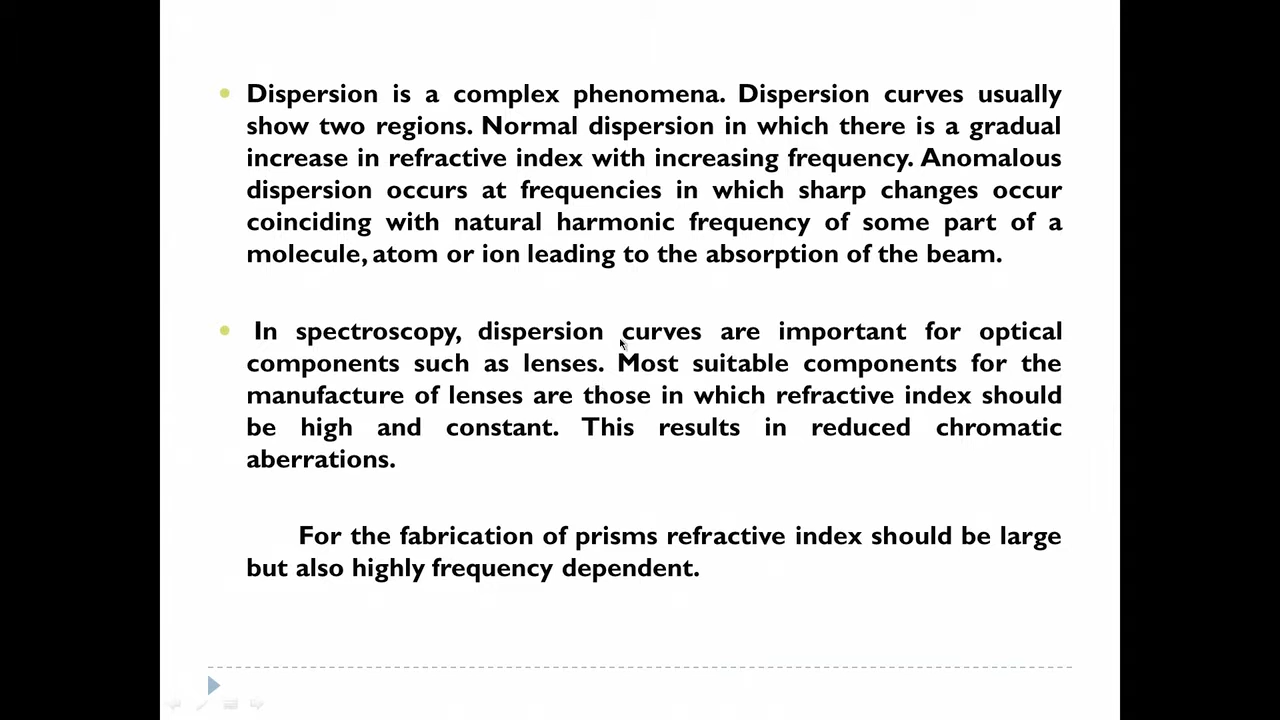 Dispersion is a complex phenomena. Dispersion curves usually
show two regions. Normal dispersion in which there is a gradual
increase in refractive index with increasing frequency. Anomalous
dispersion occurs at frequencies in which sharp changes occur
coinciding with natural harmonic frequency of some part of a
molecule, atom or ion leading to the absorption of the beam.
In spectroscopy, dispersion curves are important for optical
components such as lenses. Most suitable components for the
manufacture of lenses are those in which refractive index should
be high and constant. This results in reduced chromatic
aberrations.
For the fabrication of prisms refractive index should be large
but also highly frequency dependent.